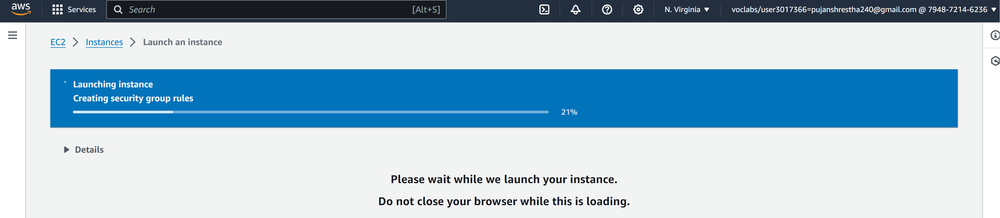 aws
Services
Search
[Alt+S]
N. Virginia
voclabs/user3017366=pujanshrestha240@gmail.com @ 7948-7214-6236
EC2 > Instances > Launch an instance
Launching instance
Creating security group rules
21%
Details
Please wait while we launch your instance.
Do not close your browser while this is loading.